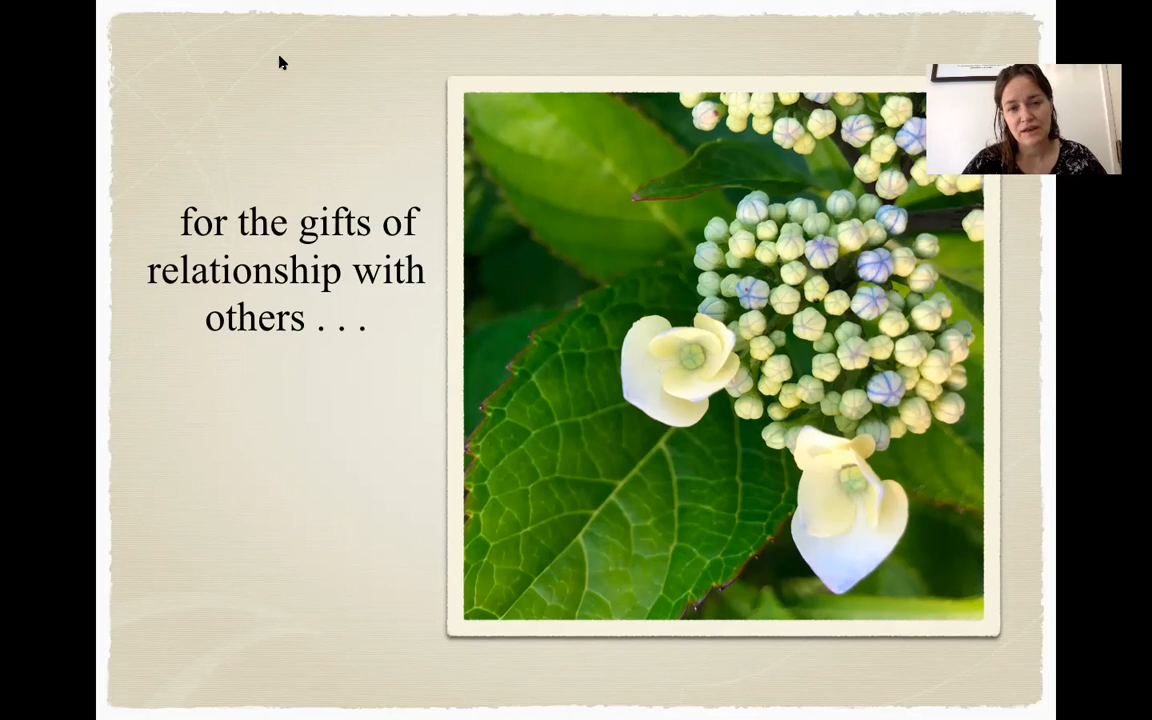 for the gifts of
relationship with
others . . .